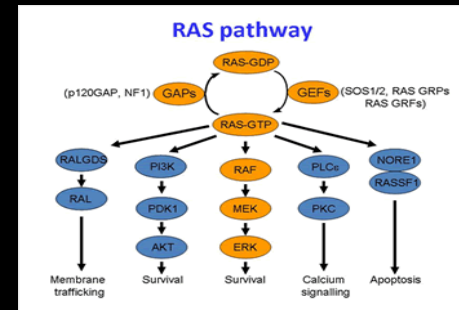 RAS pathway
RAS-GDP
(p120GAP, NF1)
GAPs
GEFs
(SOS1/2, RAS GRPs
RAS GRFs)
RAS-GTP
RALGDS
PI3K
RAF
PLCε
NORE1
RASSF1
RAL
PDK1
MEK
PKC
AKT
ERK
Membrane
trafficking
Survival
Survival
Calcium
signalling
Apoptosis